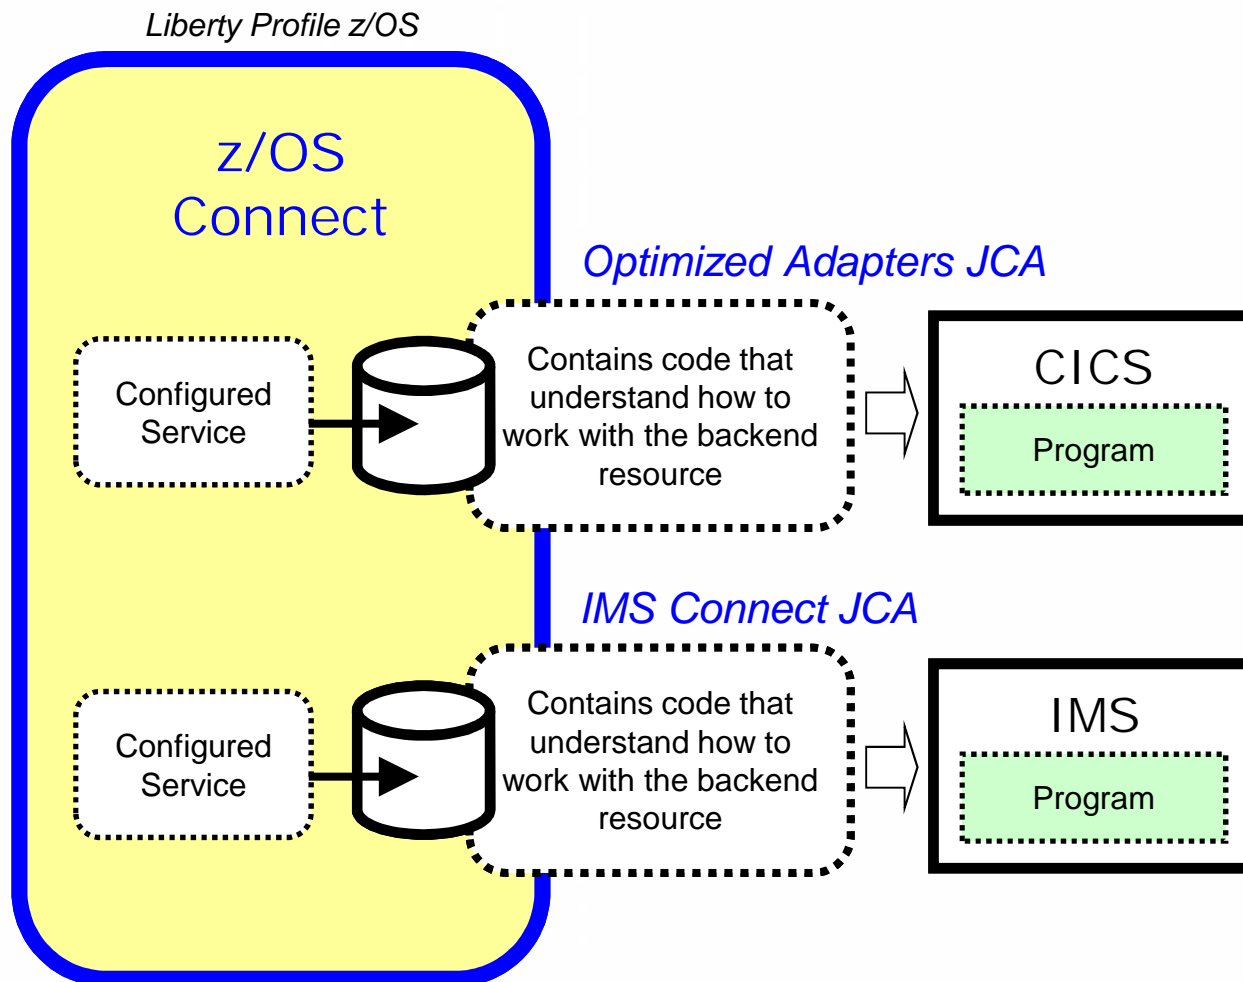 Liberty Profile z/OS
z/OS
Connect
Optimized Adapters JCA
Configured
Service
Contains code that
understand how to
work with the backend
resource
CICS
Program
IMS Connect JCA
Configured
Service
Contains code that
understand how to
work with the backend
resource
IMS
Program